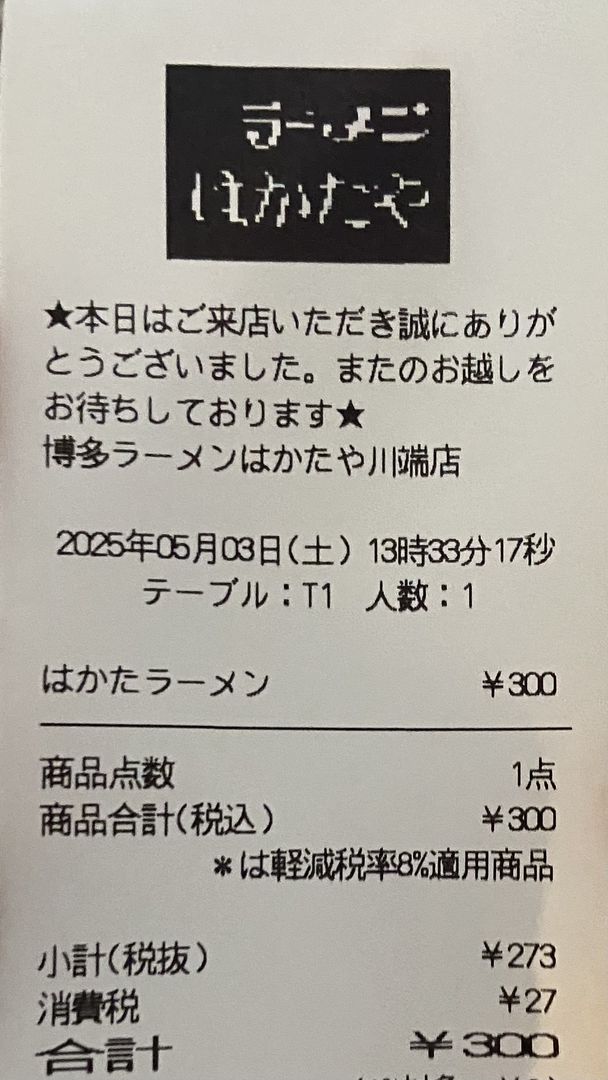 ラーメン
はかたや
★本日はご来店いただき誠にありが
とうございました。またのお越しを
お待ちしております★
博多ラーメンはかたや川端店
2025年05月03日(土) 13時33分17秒
テーブル:T1 人数:1
はかたラーメン ¥300
商品点数 1点
商品合計(税込) ¥300
*は軽減税率8%適用商品
小計(税抜) ¥273
消費税 ¥27
合計 ¥300